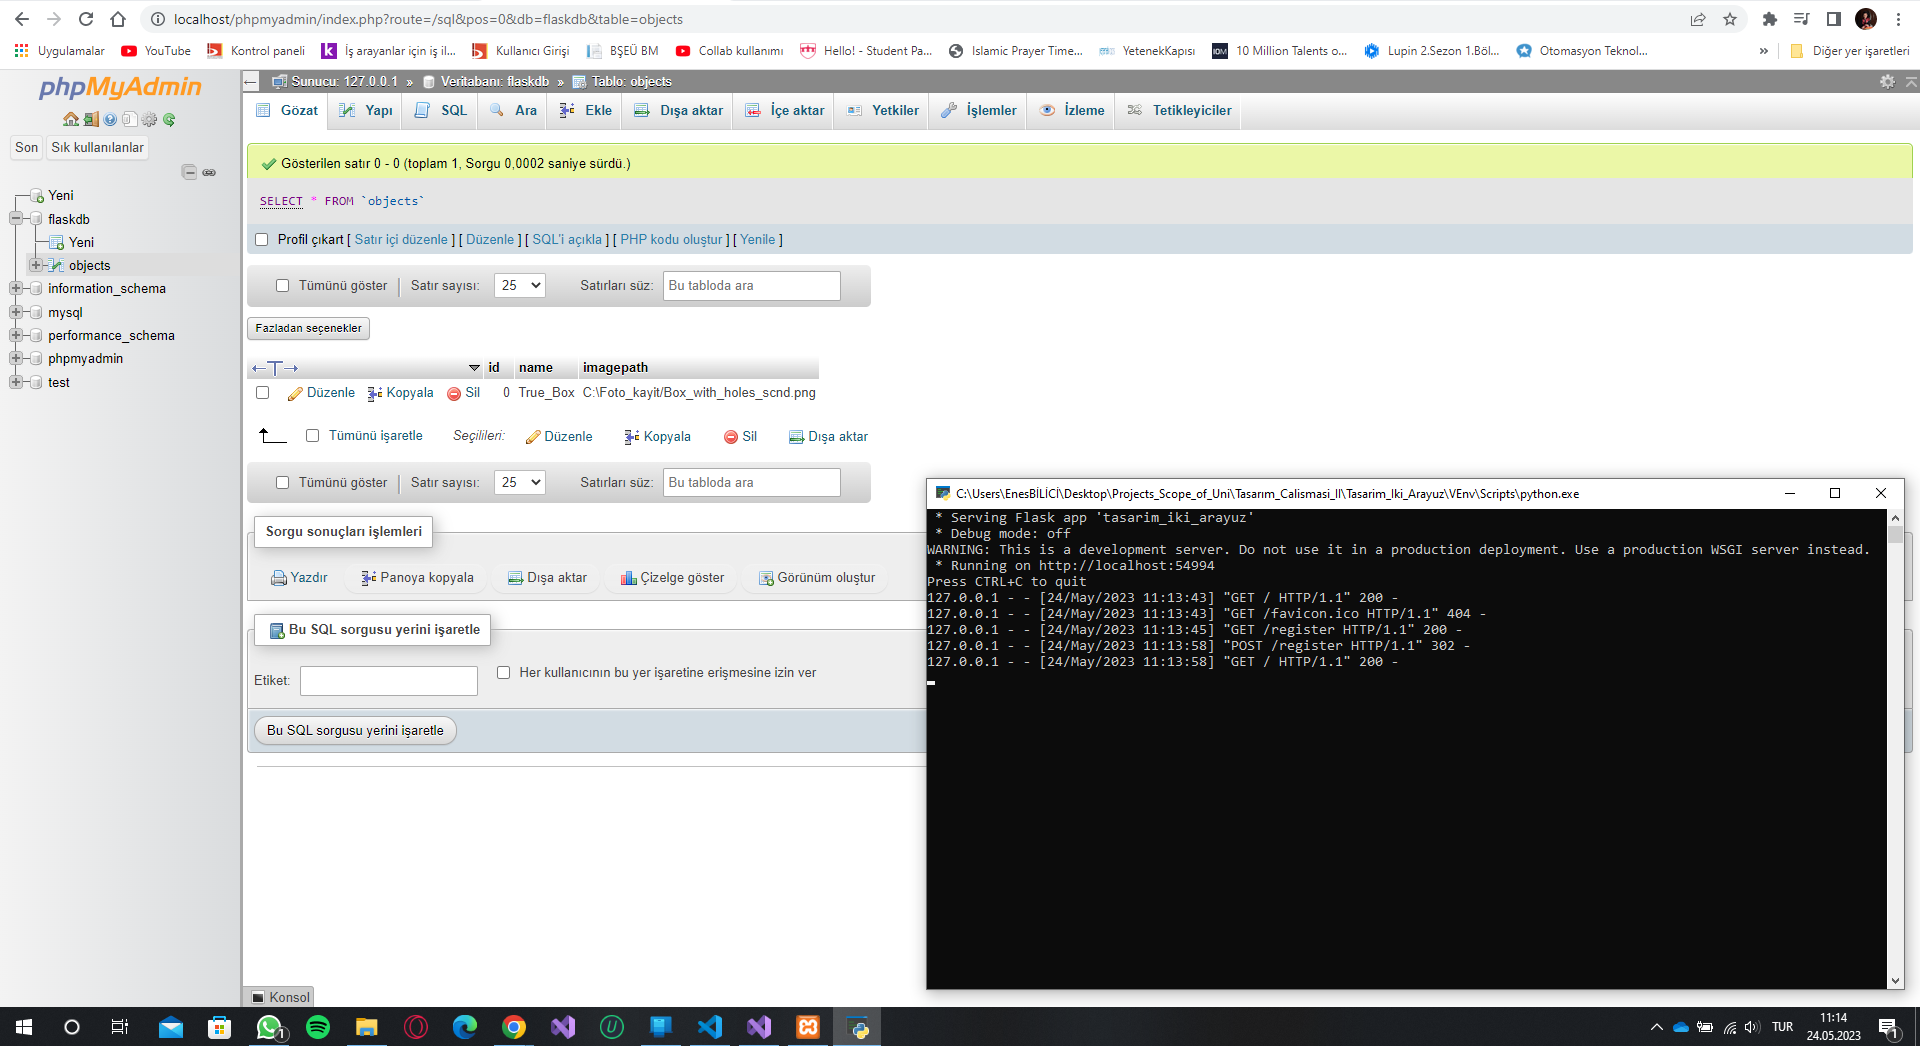 localhost/phpmyadmin/index.php?route=/sql&pos=0&db=flaskdb&table=objects
Uygulamalar YouTube Kontrol paneli İş arayanlar için iş il... Kullanıcı Girişi BŞEÜ BM Collab kullanımı Hello! - Student Pa... Islamic Prayer Time... YetenekKapısı 10 Million Talents o... Lupin 2.Sezon 1.Böl... Otomasyon Teknol... » Diğer yer işaretleri
phpMyAdmin
Son Sık kullanılanlar
Yeni
flaskdb
Yeni
objects
information_schema
mysql
performance_schema
phpmyadmin
test
Sunucu: 127.0.0.1 » Veritabanı: flaskdb » Tablo: objects
Gözat Yapı SQL Ara Ekle Dışa aktar İçe aktar Yetkiler İşlemler İzleme Tetikleyiciler
Gösterilen satır 0 - 0 (toplam 1, Sorgu 0,0002 saniye sürdü.)
SELECT * FROM `objects`
Profil çıkart [ Satır içi düzenle ] [ Düzenle ] [ SQL'i açıkla ] [ PHP kodu oluştur ] [ Yenile ]
Tümünü göster Satır sayısı: 25 Satırları süz: Bu tabloda ara
Fazladan seçenekler
←T→ id name imagepath
Düzenle Kopyala Sil 0 True_Box C:\Foto_kayit/Box_with_holes_scnd.png
Tümünü işaretle Seçilileri: Düzenle Kopyala Sil Dışa aktar
Tümünü göster Satır sayısı: 25 Satırları süz: Bu tabloda ara
Sorgu sonuçları işlemleri
Yazdır Panoya kopyala Dışa aktar Çizelge göster Görünüm oluştur
Bu SQL sorgusu yerini işaretle
Etiket: Her kullanıcının bu yer işaretine erişmesine izin ver
Bu SQL sorgusu yerini işaretle
Konsol
C:\Users\EnesBİLİCİ\Desktop\Projects_Scope_of_Uni\Tasarım_Calismasi_II\Tasarim_Iki_Arayuz\VEnv\Scripts\python.exe
* Serving Flask app 'tasarim_iki_arayuz'
* Debug mode: off
WARNING: This is a development server. Do not use it in a production deployment. Use a production WSGI server instead.
* Running on http://localhost:54994
Press CTRL+C to quit
127.0.0.1 - - [24/May/2023 11:13:43] "GET / HTTP/1.1" 200 -
127.0.0.1 - - [24/May/2023 11:13:43] "GET /favicon.ico HTTP/1.1" 404 -
127.0.0.1 - - [24/May/2023 11:13:45] "GET /register HTTP/1.1" 200 -
127.0.0.1 - - [24/May/2023 11:13:58] "POST /register HTTP/1.1" 302 -
127.0.0.1 - - [24/May/2023 11:13:58] "GET / HTTP/1.1" 200 -
TUR 11:14
24.05.2023